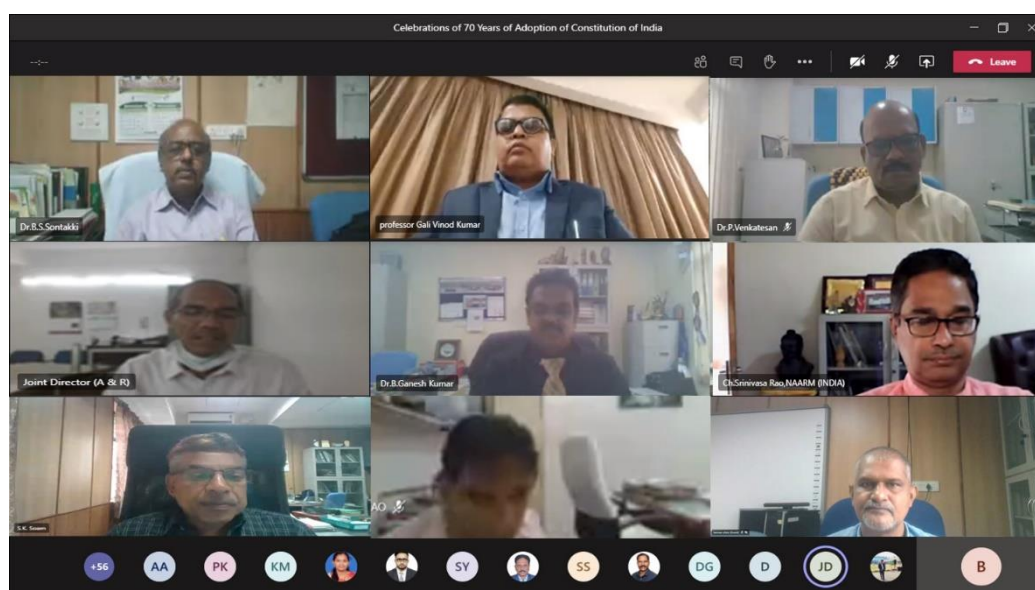 Celebrations of 70 Years of Adoption of Constitution of India
--:--
Leave
Dr.B.S.Sontakki
professor Gali Vinod Kumar
Dr.P.Venkatesan
Joint Director (A & R)
Dr.B.Ganesh Kumar
Ch.Srinivasa Rao,NAARM (INDIA)
S.K. Soam
AO
+56
AA
PK
KM
SY
SS
DG
D
JD
B